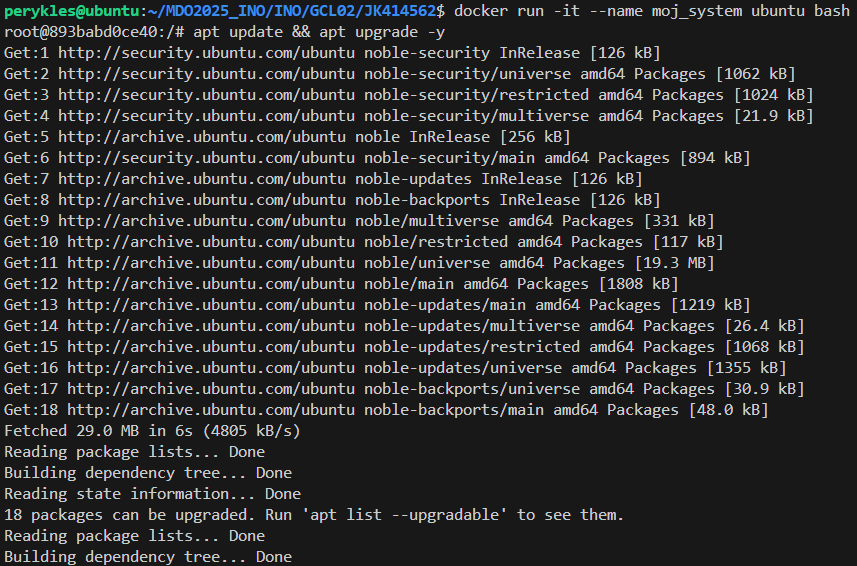 perykles@ubuntu:~/MDO2025_INO/INO/GCL02/JK414562$ docker run -it --name moj_system ubuntu bash
root@893babd0ce40:/# apt update && apt upgrade -y
Get:1 http://security.ubuntu.com/ubuntu noble-security InRelease [126 kB]
Get:2 http://security.ubuntu.com/ubuntu noble-security/universe amd64 Packages [1062 kB]
Get:3 http://security.ubuntu.com/ubuntu noble-security/restricted amd64 Packages [1024 kB]
Get:4 http://security.ubuntu.com/ubuntu noble-security/multiverse amd64 Packages [21.9 kB]
Get:5 http://archive.ubuntu.com/ubuntu noble InRelease [256 kB]
Get:6 http://security.ubuntu.com/ubuntu noble-security/main amd64 Packages [894 kB]
Get:7 http://archive.ubuntu.com/ubuntu noble-updates InRelease [126 kB]
Get:8 http://archive.ubuntu.com/ubuntu noble-backports InRelease [126 kB]
Get:9 http://archive.ubuntu.com/ubuntu noble/multiverse amd64 Packages [331 kB]
Get:10 http://archive.ubuntu.com/ubuntu noble/restricted amd64 Packages [117 kB]
Get:11 http://archive.ubuntu.com/ubuntu noble/universe amd64 Packages [19.3 MB]
Get:12 http://archive.ubuntu.com/ubuntu noble/main amd64 Packages [1808 kB]
Get:13 http://archive.ubuntu.com/ubuntu noble-updates/main amd64 Packages [1219 kB]
Get:14 http://archive.ubuntu.com/ubuntu noble-updates/multiverse amd64 Packages [26.4 kB]
Get:15 http://archive.ubuntu.com/ubuntu noble-updates/restricted amd64 Packages [1068 kB]
Get:16 http://archive.ubuntu.com/ubuntu noble-updates/universe amd64 Packages [1355 kB]
Get:17 http://archive.ubuntu.com/ubuntu noble-backports/universe amd64 Packages [30.9 kB]
Get:18 http://archive.ubuntu.com/ubuntu noble-backports/main amd64 Packages [48.0 kB]
Fetched 29.0 MB in 6s (4805 kB/s)
Reading package lists... Done
Building dependency tree... Done
Reading state information... Done
18 packages can be upgraded. Run 'apt list --upgradable' to see them.
Reading package lists... Done
Building dependency tree... Done